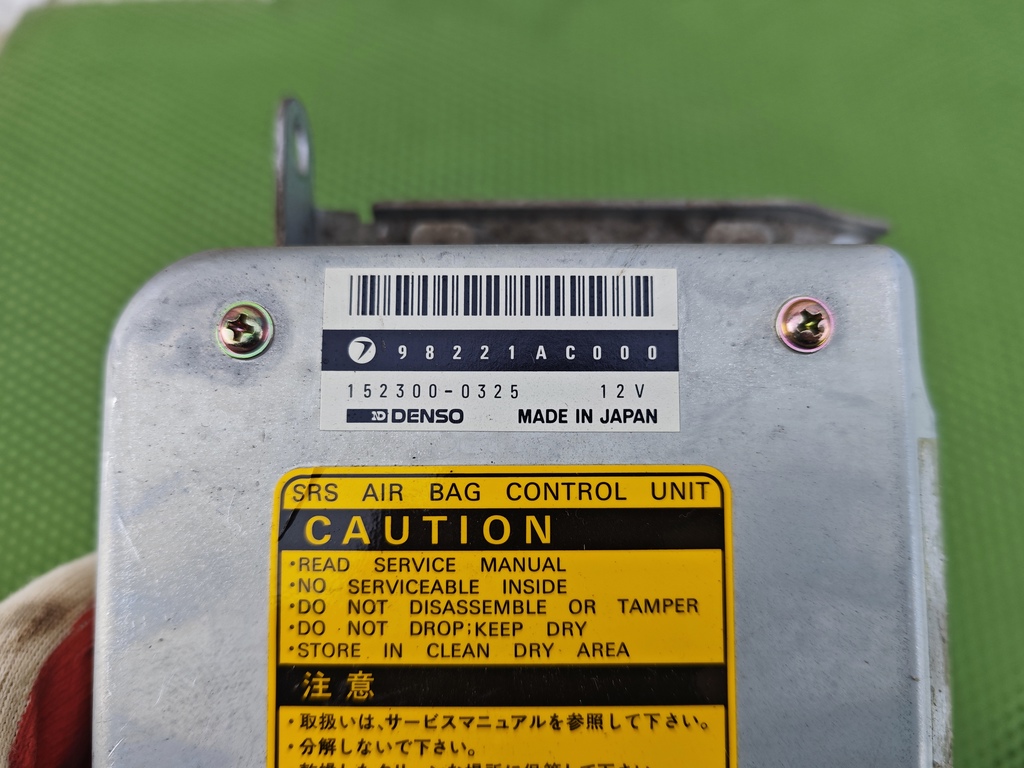 98221AC000
152300-0325 12V
ND DENSO MADE IN JAPAN
SRS AIR BAG CONTROL UNIT
CAUTION
・READ SERVICE MANUAL
・NO SERVICEABLE INSIDE
・DO NOT DISASSEMBLE OR TAMPER
・DO NOT DROP;KEEP DRY
・STORE IN CLEAN DRY AREA
注意
・取扱いは、サービスマニュアルを参照して下さい。
・分解しないで下さい。